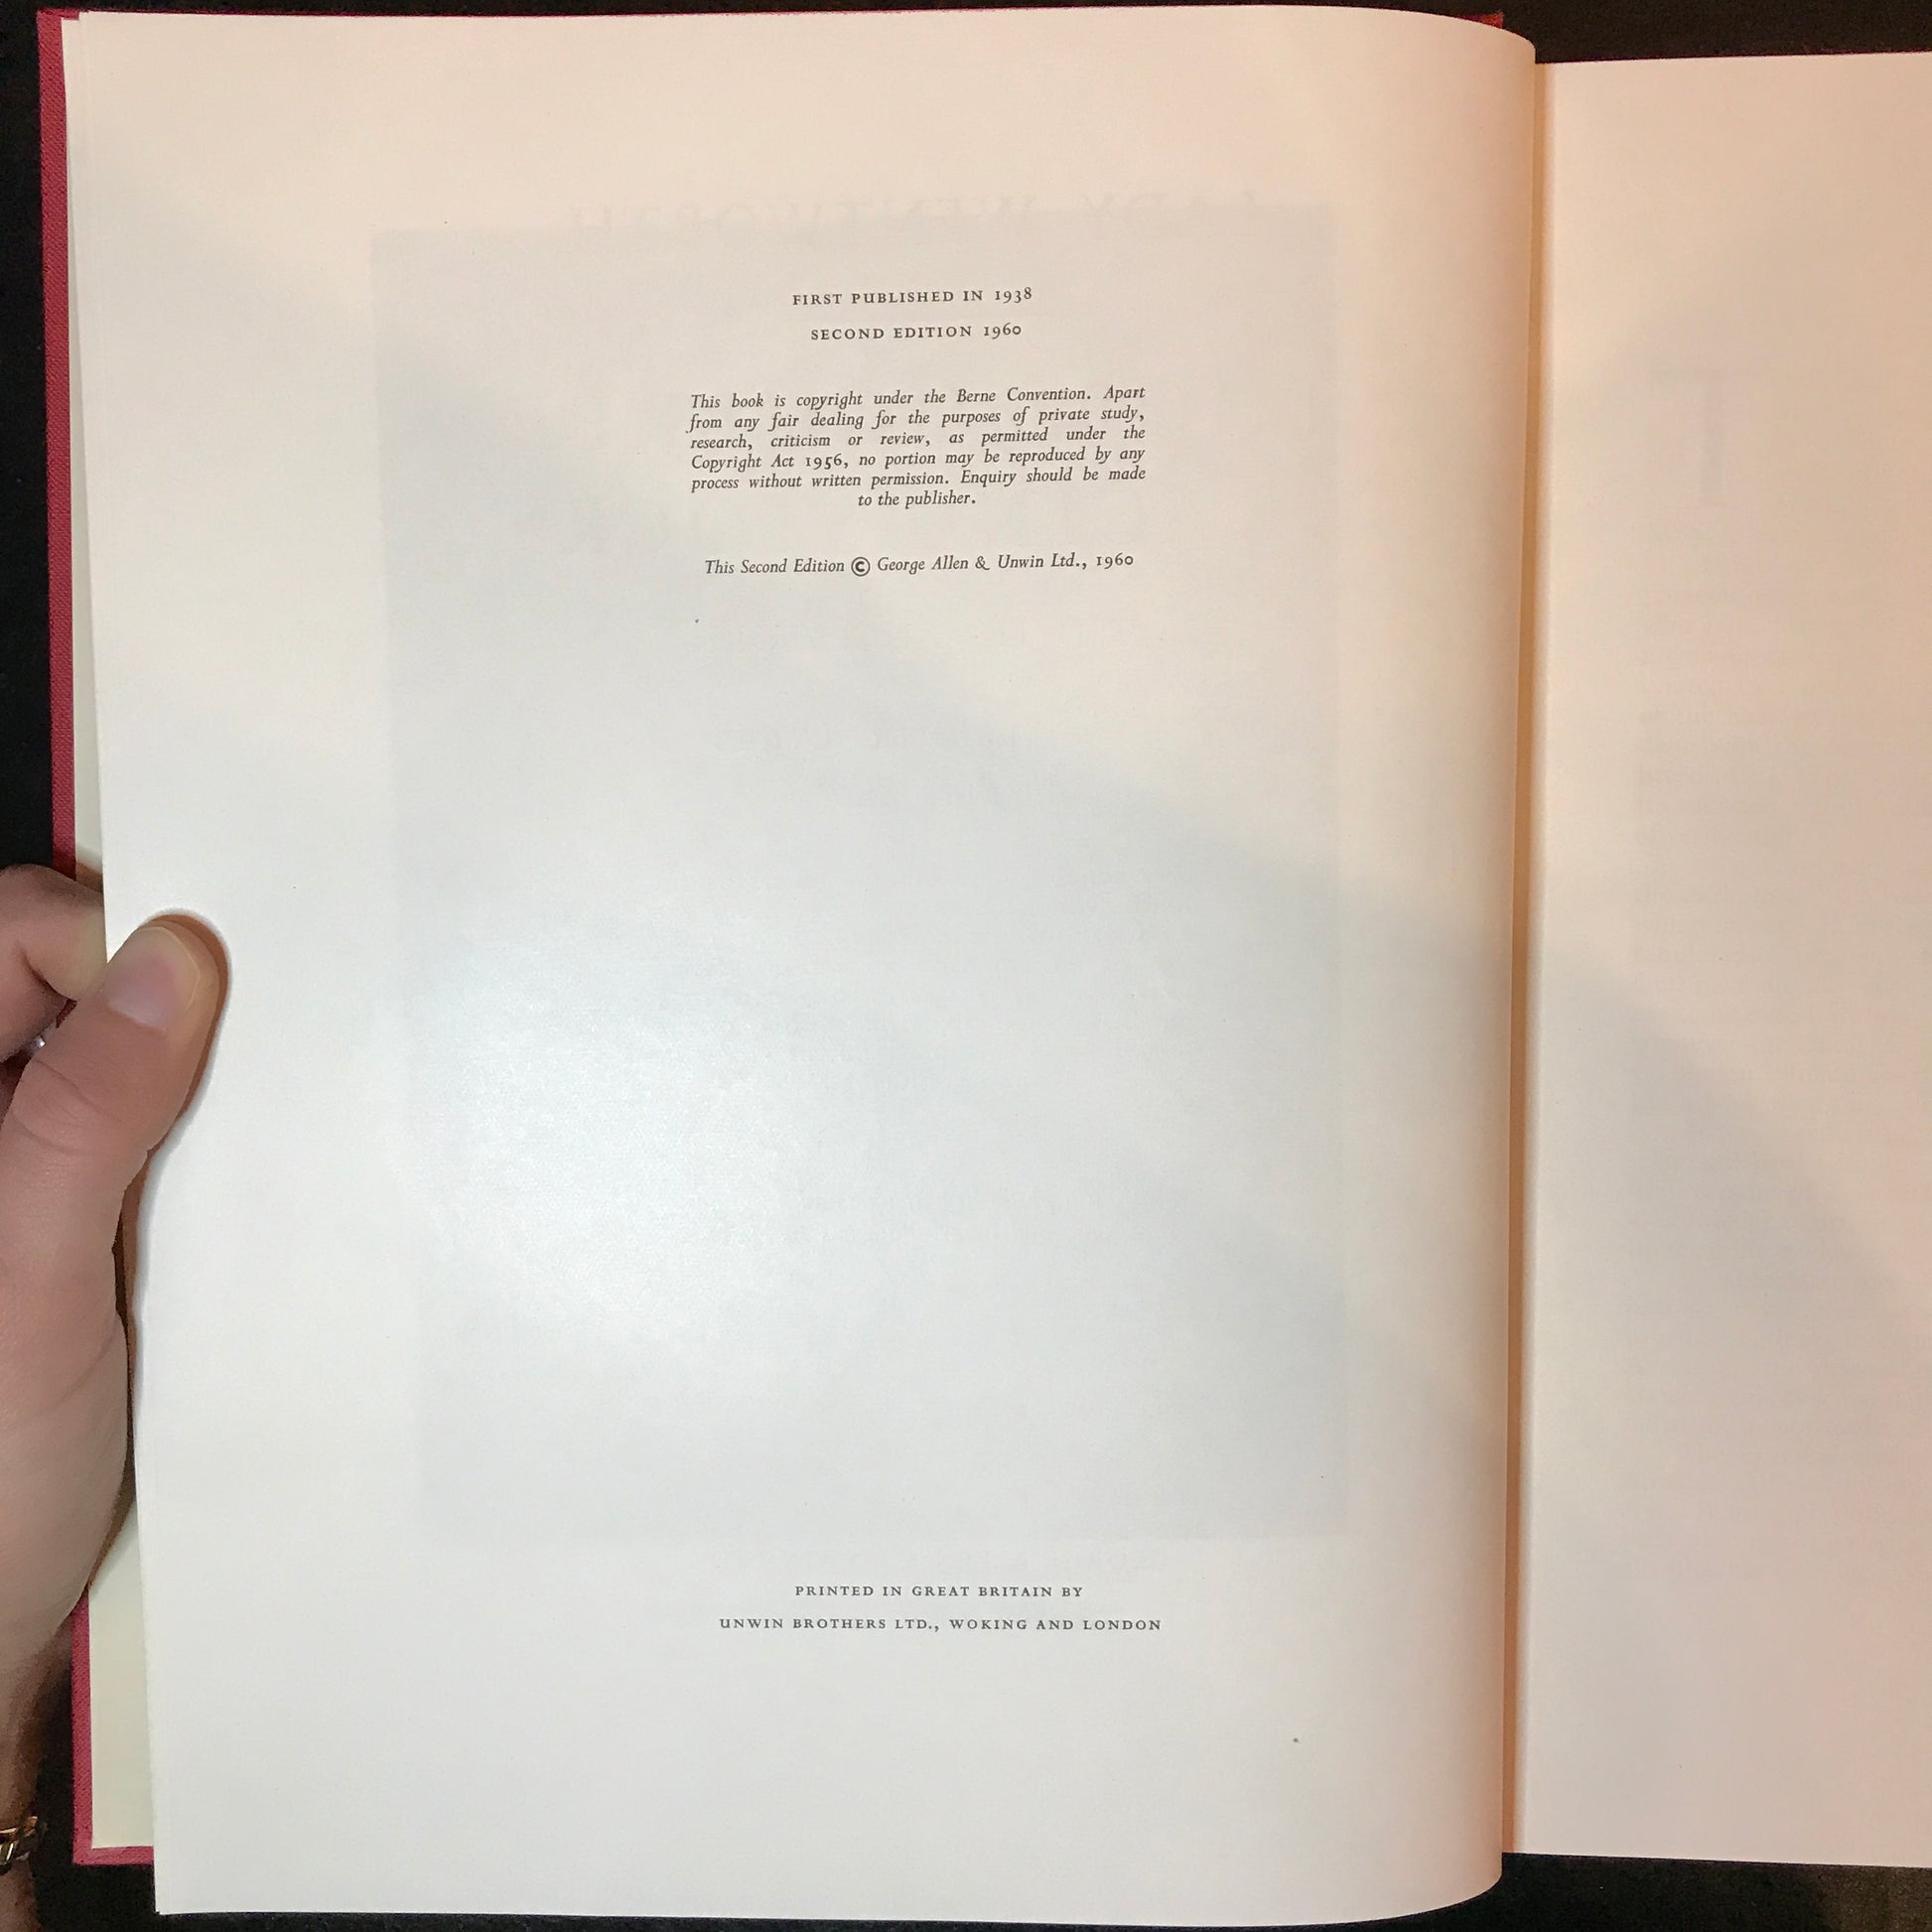 FIRST PUBLISHED IN 1938
SECOND EDITION 1960
This book is copyright under the Berne Convention. Apart
from any fair dealing for the purposes of private study,
research, criticism or review, as permitted under the
Copyright Act 1956, no portion may be reproduced by any
process without written permission. Enquiry should be made
to the publisher.
This Second Edition © George Allen & Unwin Ltd., 1960
PRINTED IN GREAT BRITAIN BY
UNWIN BROTHERS LTD., WOKING AND LONDON